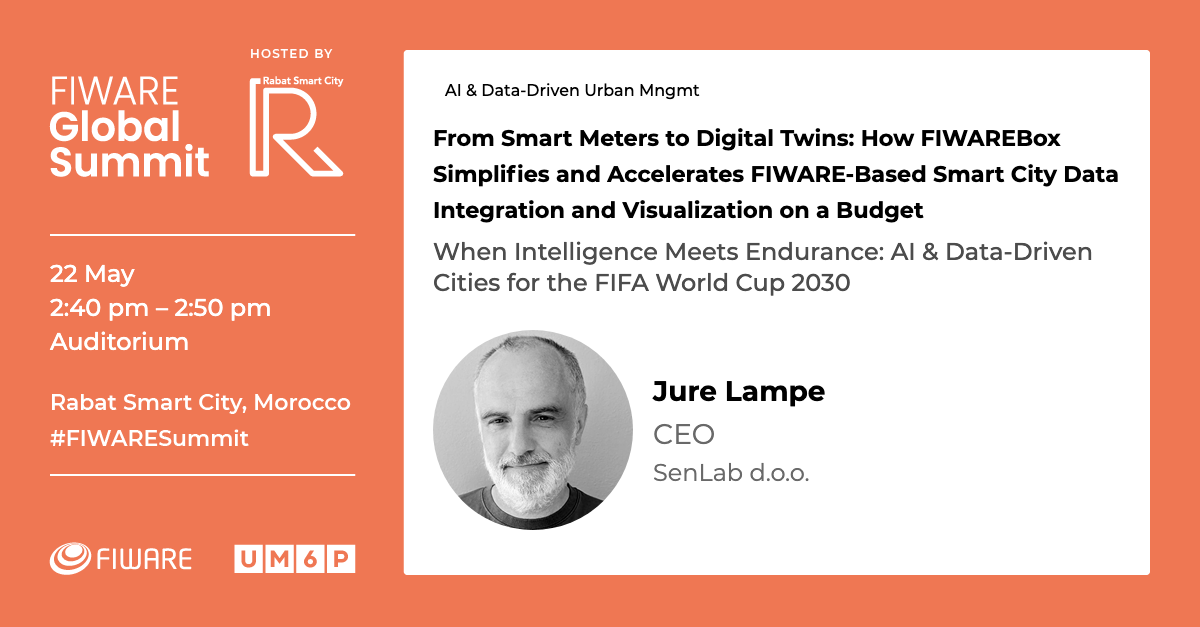 HOSTED BY
FIWARE
Global
Summit
Rabat Smart City
R
22 May
2:40 pm – 2:50 pm
Auditorium
Rabat Smart City, Morocco
#FIWARESummit
FIWARE
UM6P
AI & Data-Driven Urban Mngmt
From Smart Meters to Digital Twins: How FIWAREBox
Simplifies and Accelerates FIWARE-Based Smart City Data
Integration and Visualization on a Budget
When Intelligence Meets Endurance: AI & Data-Driven
Cities for the FIFA World Cup 2030
Jure Lampe
CEO
SenLab d.o.o.